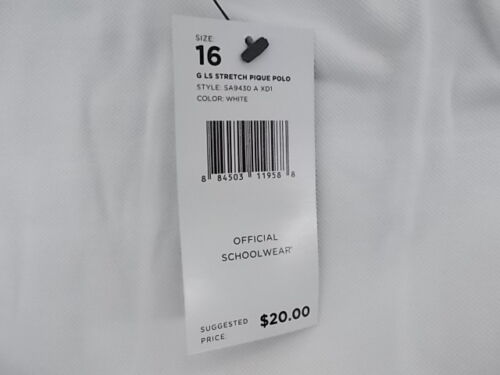 SIZE:
16
G LS STRETCH PIQUE POLO
STYLE: SA9430 A XD1
COLOR: WHITE
8 84503 11958 8
OFFICIAL
SCHOOLWEAR
SUGGESTED
PRICE: $20.00